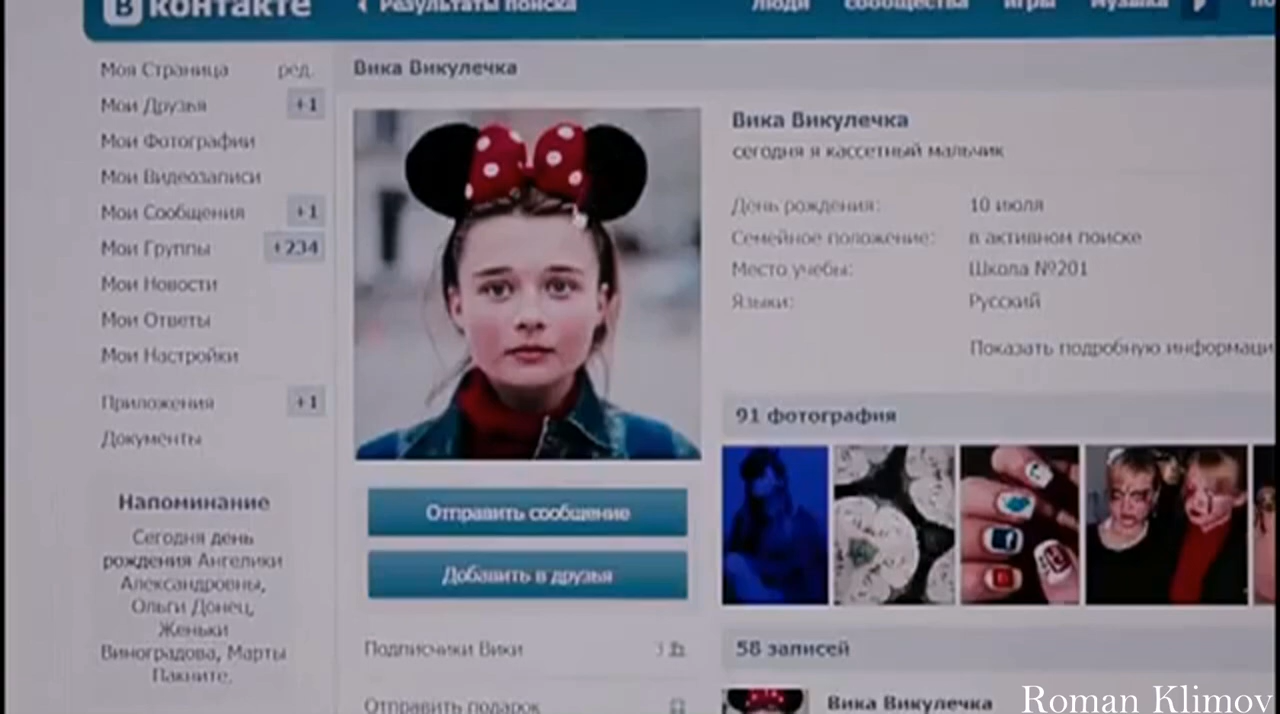 Вконтакте
Результаты поиска
люди сообщества игры музыка
Моя Страница ред.
Мои Друзья +1
Мои Фотографии
Мои Видеозаписи
Мои Сообщения +1
Мои Группы +234
Мои Новости
Мои Ответы
Мои Настройки
Приложения +1
Документы
Напоминание
Сегодня день
рождения Ангелики
Александровны,
Ольги Донец,
Женьки
Виноградова, Марты
Пакните.
Вика Викулечка
Отправить сообщение
Добавить в друзья
Подписчики Вики
Отправить подарок
Вика Викулечка
сегодня я кассетный мальчик
День рождения: 10 июля
Семейное положение: в активном поиске
Место учебы: Школа №201
Языки: Русский
Показать подробную информаци
91 фотография
58 записей
Вика Викулечка
Roman Klimov